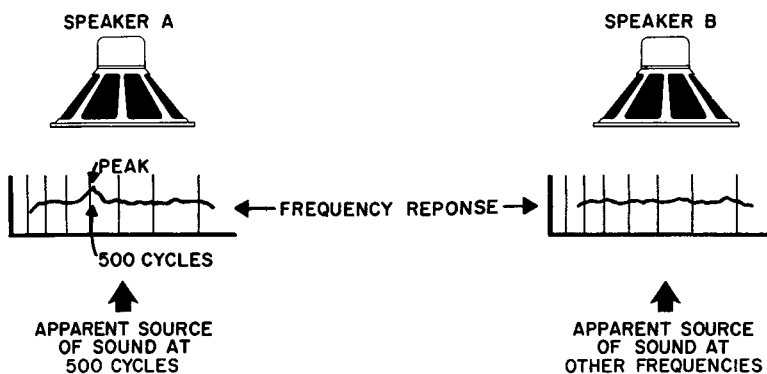 SPEAKER A
SPEAKER B
PEAK
FREQUENCY REPONSE
500 CYCLES
APPARENT SOURCE
OF SOUND AT
500 CYCLES
APPARENT SOURCE
OF SOUND AT
OTHER FREQUENCIES